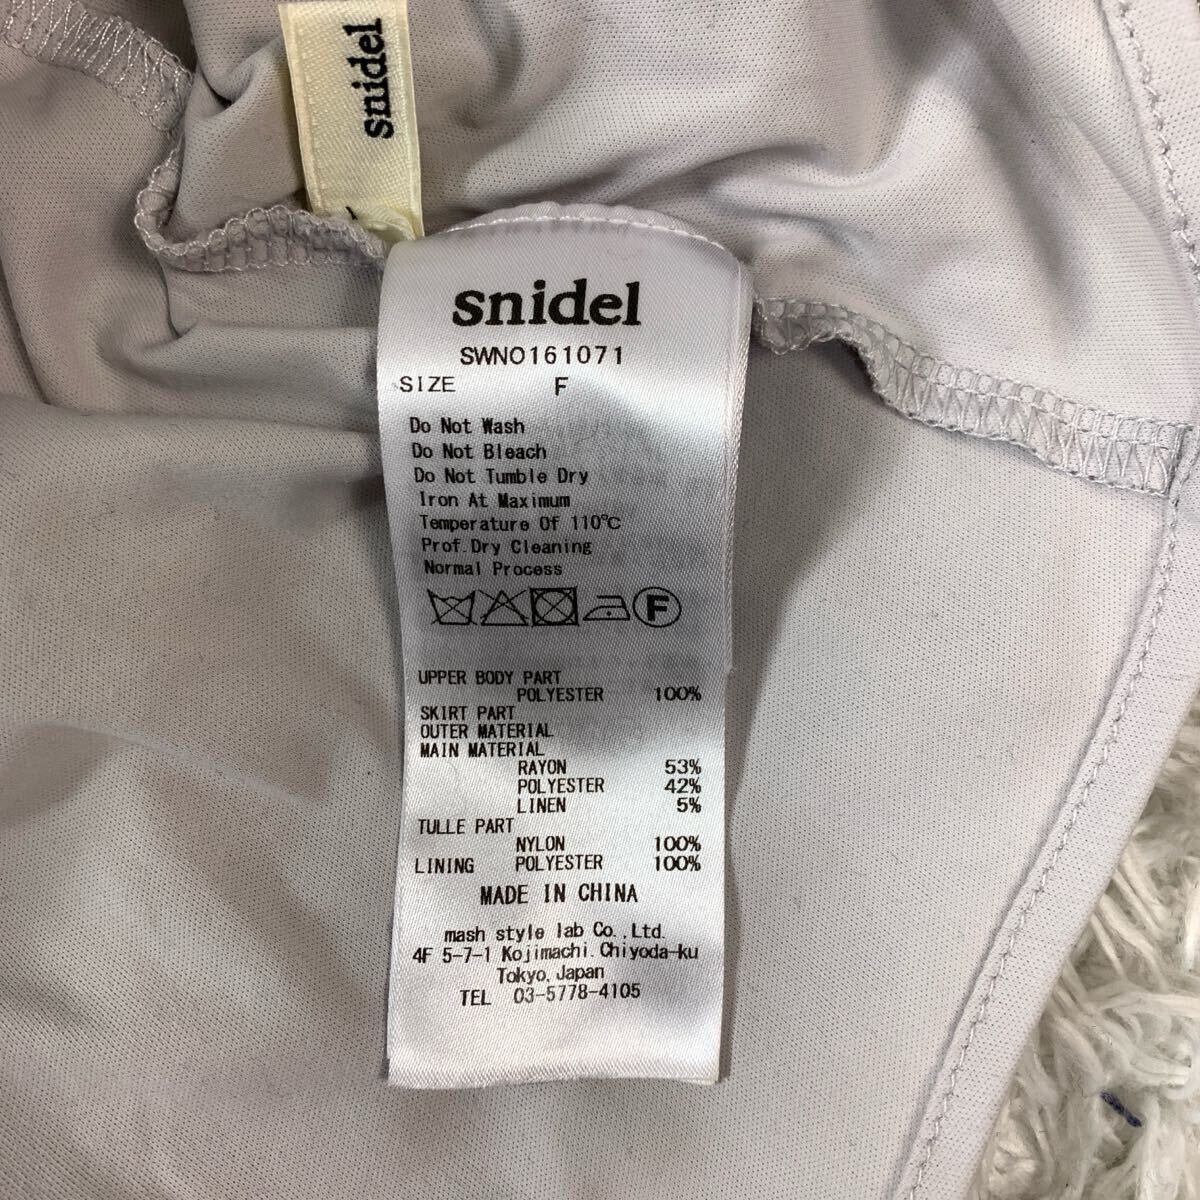 snidel
snidel
SWNO161071
SIZE F
Do Not Wash
Do Not Bleach
Do Not Tumble Dry
Iron At Maximum
Temperature Of 110℃
Prof.Dry Cleaning
Normal Process
F
UPPER BODY PART
POLYESTER 100%
SKIRT PART
OUTER MATERIAL
MAIN MATERIAL
RAYON 53%
POLYESTER 42%
LINEN 5%
TULLE PART
NYLON 100%
LINING POLYESTER 100%
MADE IN CHINA
mash style lab Co.,Ltd.
4F 5-7-1 Kojimachi.Chiyoda-ku
Tokyo,Japan
TEL 03-5778-4105